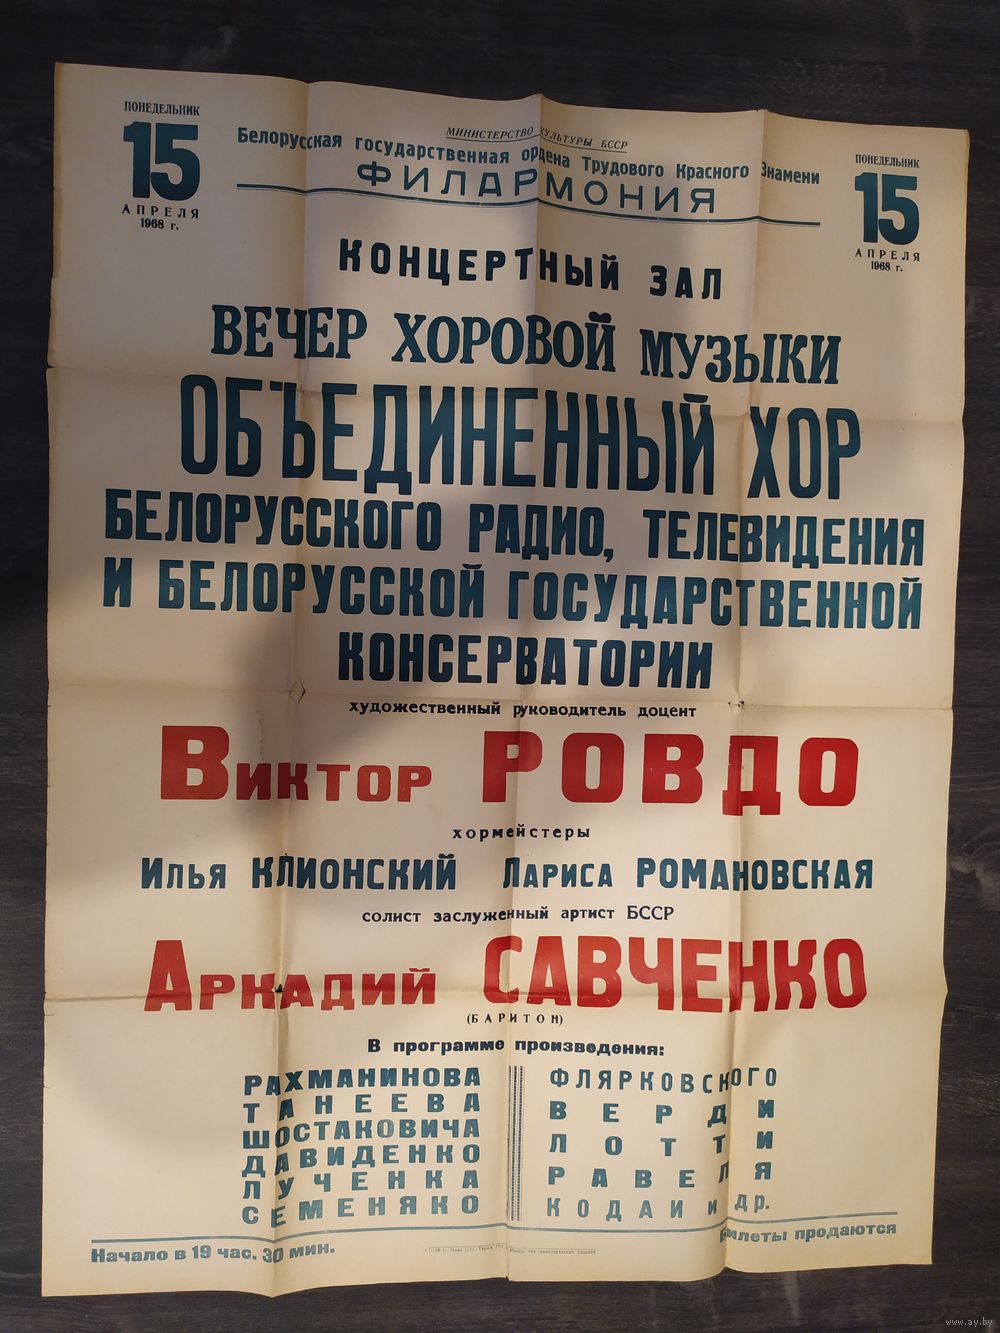 ПОНЕДЕЛЬНИК
15
АПРЕЛЯ
1968 г.
МИНИСТЕРСТВО КУЛЬТУРЫ БССР
Белорусская государственная ордена Трудового Красного Знамени
ФИЛАРМОНИЯ
ПОНЕДЕЛЬНИК
15
АПРЕЛЯ
1968 г.
КОНЦЕРТНЫЙ ЗАЛ
ВЕЧЕР ХОРОВОЙ МУЗЫКИ
ОБЪЕДИНЕННЫЙ ХОР
БЕЛОРУССКОГО РАДИО, ТЕЛЕВИДЕНИЯ
И БЕЛОРУССКОЙ ГОСУДАРСТВЕННОЙ
КОНСЕРВАТОРИИ
художественный руководитель доцент
Виктор РОВДО
хормейстеры
Илья КЛИОНСКИЙ Лариса РОМАНОВСКАЯ
солист заслуженный артист БССР
Аркадий САВЧЕНКО
(БАРИТОН)
В программе произведения:
РАХМАНИНОВА
ТАНЕЕВА
ШОСТАКОВИЧА
ДАВИДЕНКО
ЛУЧЕНКА
СЕМЕНЯКО
ФЛЯРКОВСКОГО
ВЕРДИ
ЛОТТИ
РАВЕЛЯ
КОДАИ и др.
Начало в 19 час. 30 мин.
Билеты продаются
www.ay.by